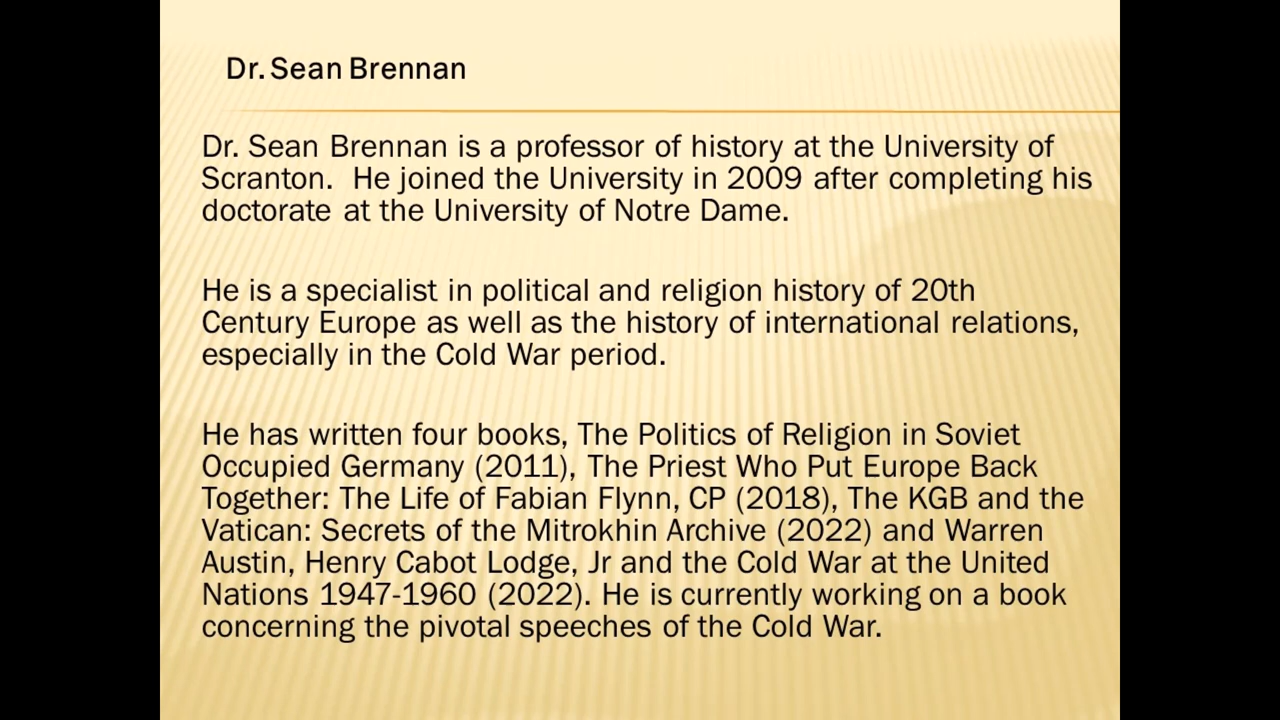 Dr. Sean Brennan
Dr. Sean Brennan is a professor of history at the University of
Scranton.  He joined the University in 2009 after completing his
doctorate at the University of Notre Dame.
He is a specialist in political and religion history of 20th
Century Europe as well as the history of international relations,
especially in the Cold War period.
He has written four books, The Politics of Religion in Soviet
Occupied Germany (2011), The Priest Who Put Europe Back
Together: The Life of Fabian Flynn, CP (2018), The KGB and the
Vatican: Secrets of the Mitrokhin Archive (2022) and Warren
Austin, Henry Cabot Lodge, Jr and the Cold War at the United
Nations 1947-1960 (2022). He is currently working on a book
concerning the pivotal speeches of the Cold War.